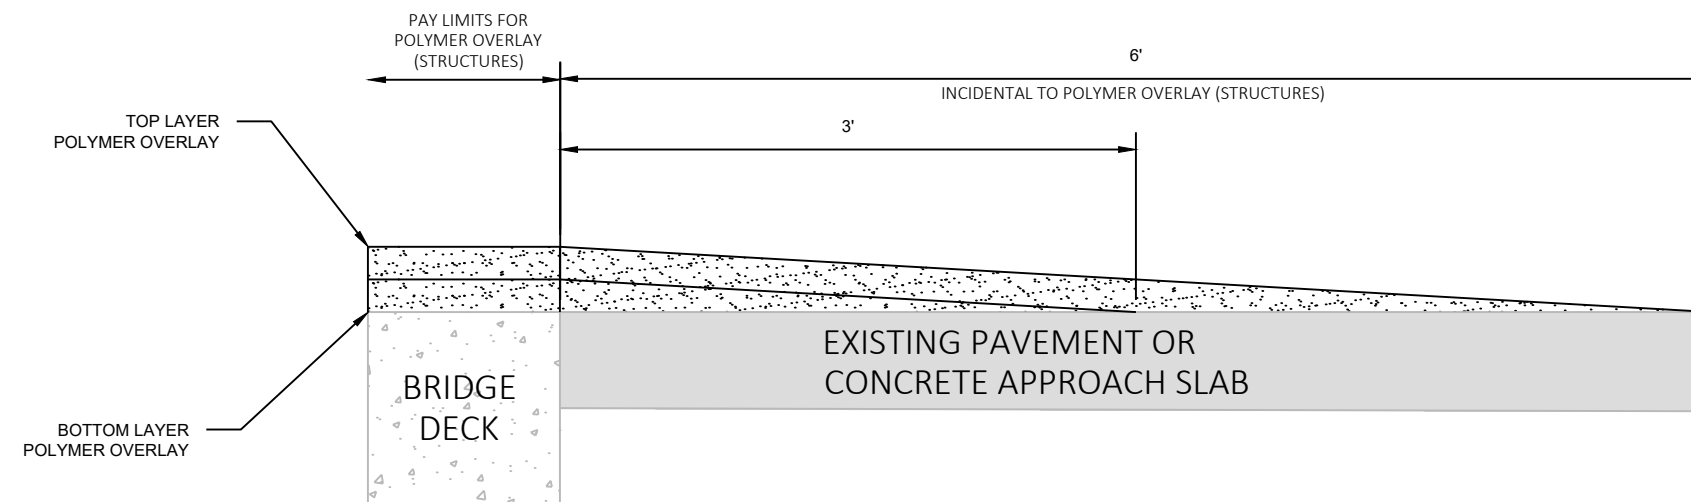 PAY LIMITS FOR
POLYMER OVERLAY
(STRUCTURES)
6'
INCIDENTAL TO POLYMER OVERLAY (STRUCTURES)
3'
TOP LAYER
POLYMER OVERLAY
EXISTING PAVEMENT OR
CONCRETE APPROACH SLAB
BRIDGE
DECK
BOTTOM LAYER
POLYMER OVERLAY